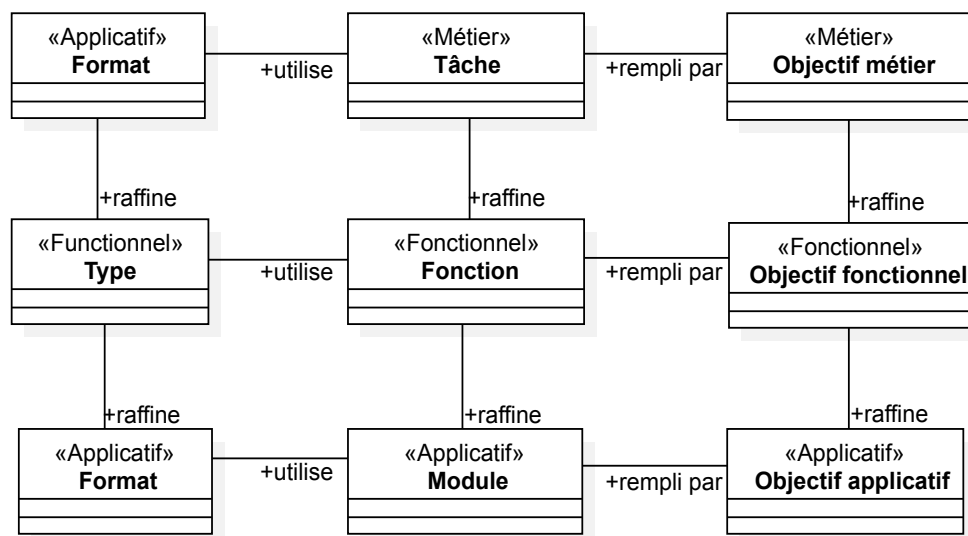 «Applicatif»
Format
+utilise
«Métier»
Tâche
+rempli par
«Métier»
Objectif métier
+raffine
+raffine
+raffine
«Functionnel»
Type
+utilise
«Fonctionnel»
Fonction
+rempli par
«Fonctionnel»
Objectif fonctionnel
+raffine
+raffine
+raffine
«Applicatif»
Format
+utilise
«Applicatif»
Module
+rempli par
«Applicatif»
Objectif applicatif